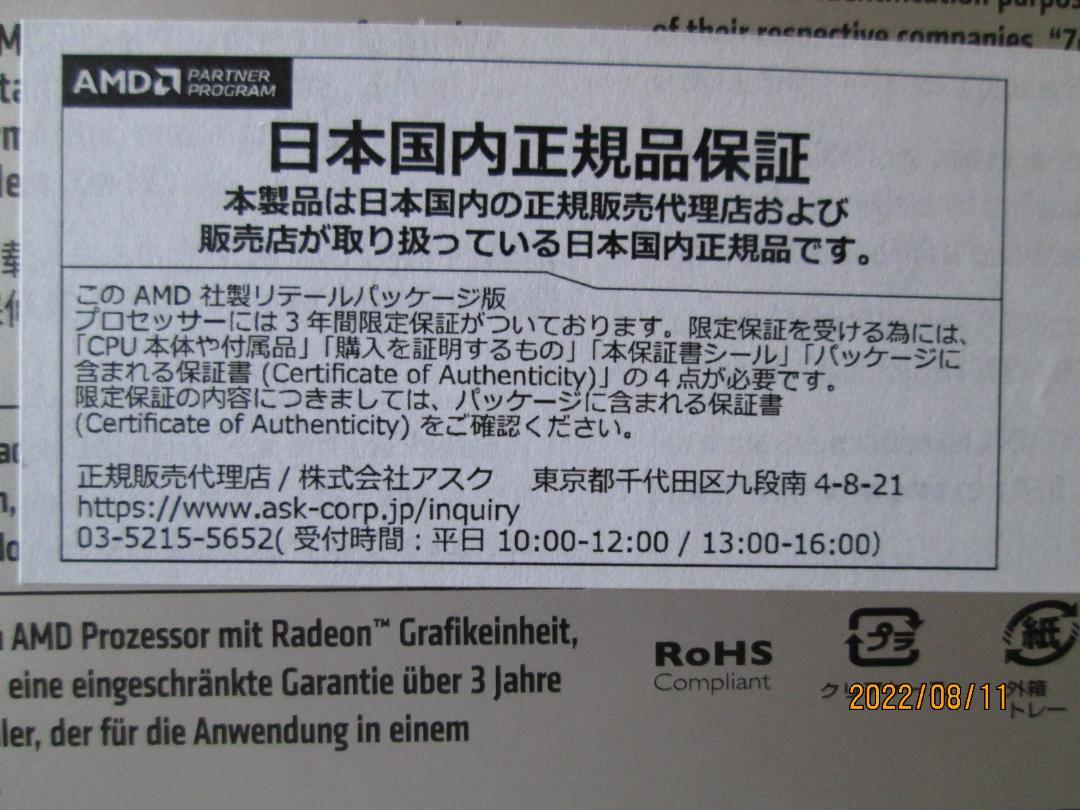 of their respective companies. "7
AMD PARTNER PROGRAM
日本国内正規品保証
本製品は日本国内の正規販売代理店および
販売店が取り扱っている日本国内正規品です。
この AMD 社製リテールパッケージ版
プロセッサーには 3 年間限定保証がついております。限定保証を受ける為には、
「CPU 本体や付属品」「購入を証明するもの」「本保証書シール」「パッケージに
含まれる保証書 (Certificate of Authenticity)」の 4 点が必要です。
限定保証の内容につきましては、パッケージに含まれる保証書
(Certificate of Authenticity) をご確認ください。
正規販売代理店 / 株式会社アスク 東京都千代田区九段南 4-8-21
https://www.ask-corp.jp/inquiry
03-5215-5652( 受付時間 : 平日 10:00-12:00 / 13:00-16:00)
AMD Prozessor mit Radeon™ Grafikeinheit,
eine eingeschränkte Garantie über 3 Jahre
ler, der für die Anwendung in einem
RoHS
Compliant
プラ
紙
外箱
トレー
2022/08/11